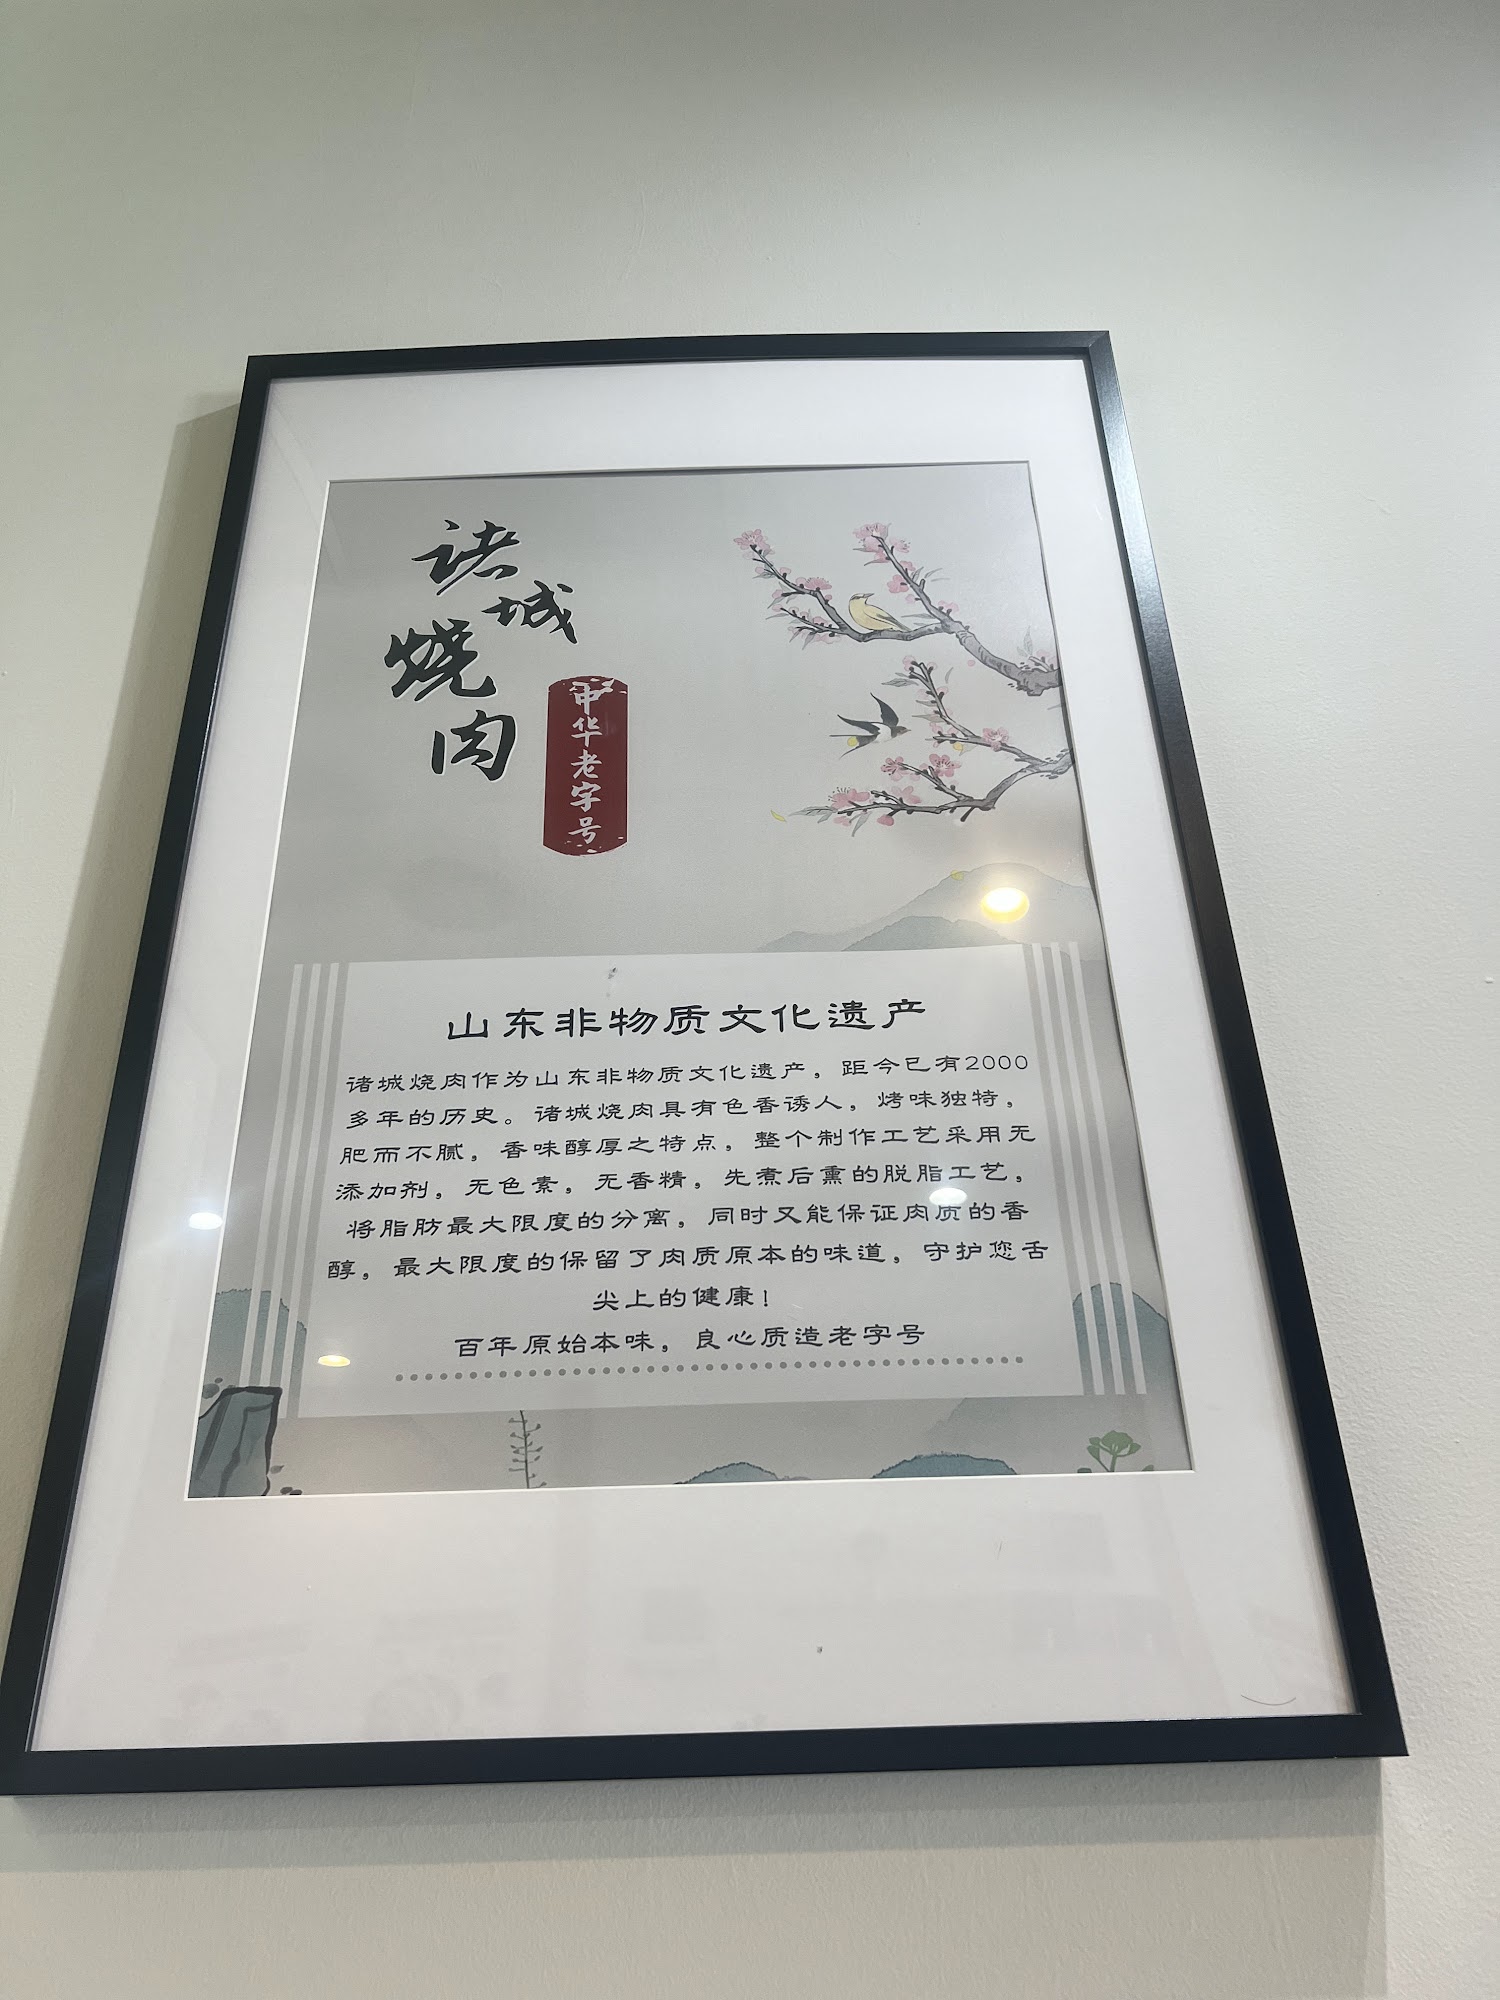 诸城
烧肉
中华老字号
山东非物质文化遗产
诸城烧肉作为山东非物质文化遗产，距今已有2000
多年的历史。诸城烧肉具有色香诱人，烤味独特，
肥而不腻，香味醇厚之特点，整个制作工艺采用无
添加剂，无色素，无香精，先煮后熏的脱脂工艺，
将脂肪最大限度的分离，同时又能保证肉质的香
醇，最大限度的保留了肉质原本的味道，守护您舌
尖上的健康！
百年原始本味，良心质造老字号